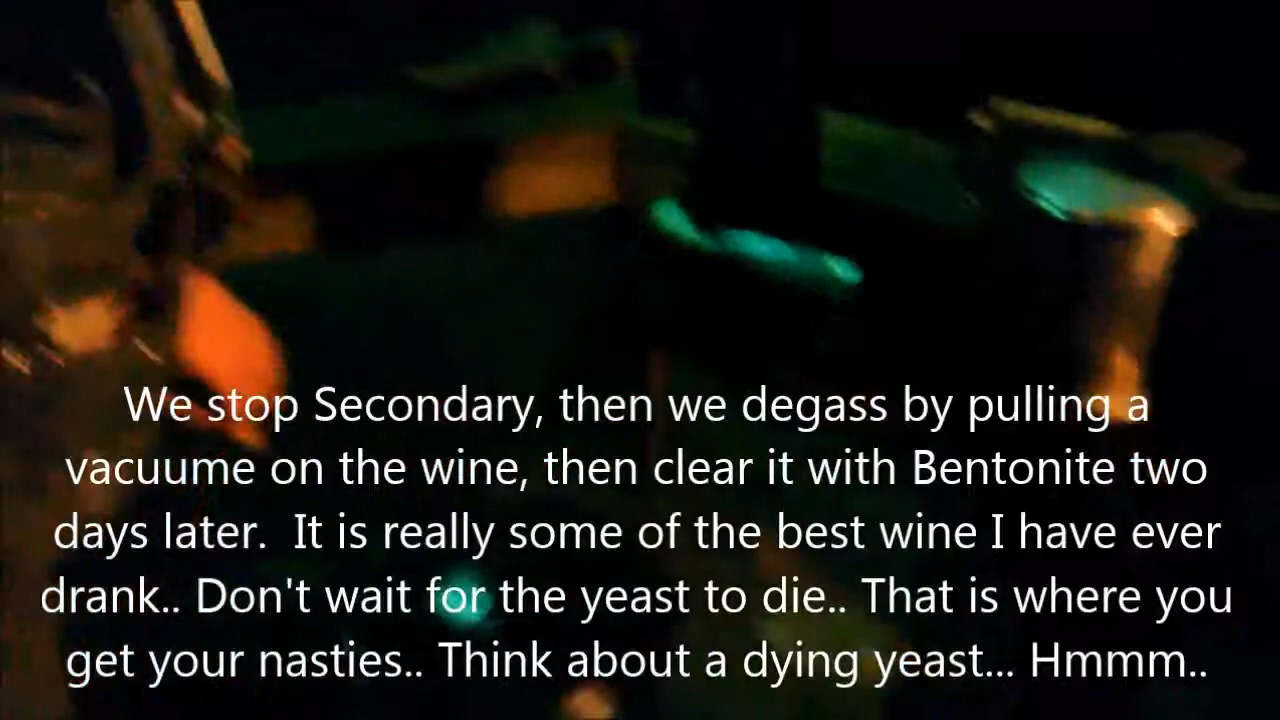 We stop Secondary, then we degass by pulling a
vacuume on the wine, then clear it with Bentonite two
days later.  It is really some of the best wine I have ever
drank.. Don't wait for the yeast to die.. That is where you
get your nasties.. Think about a dying yeast... Hmmm..